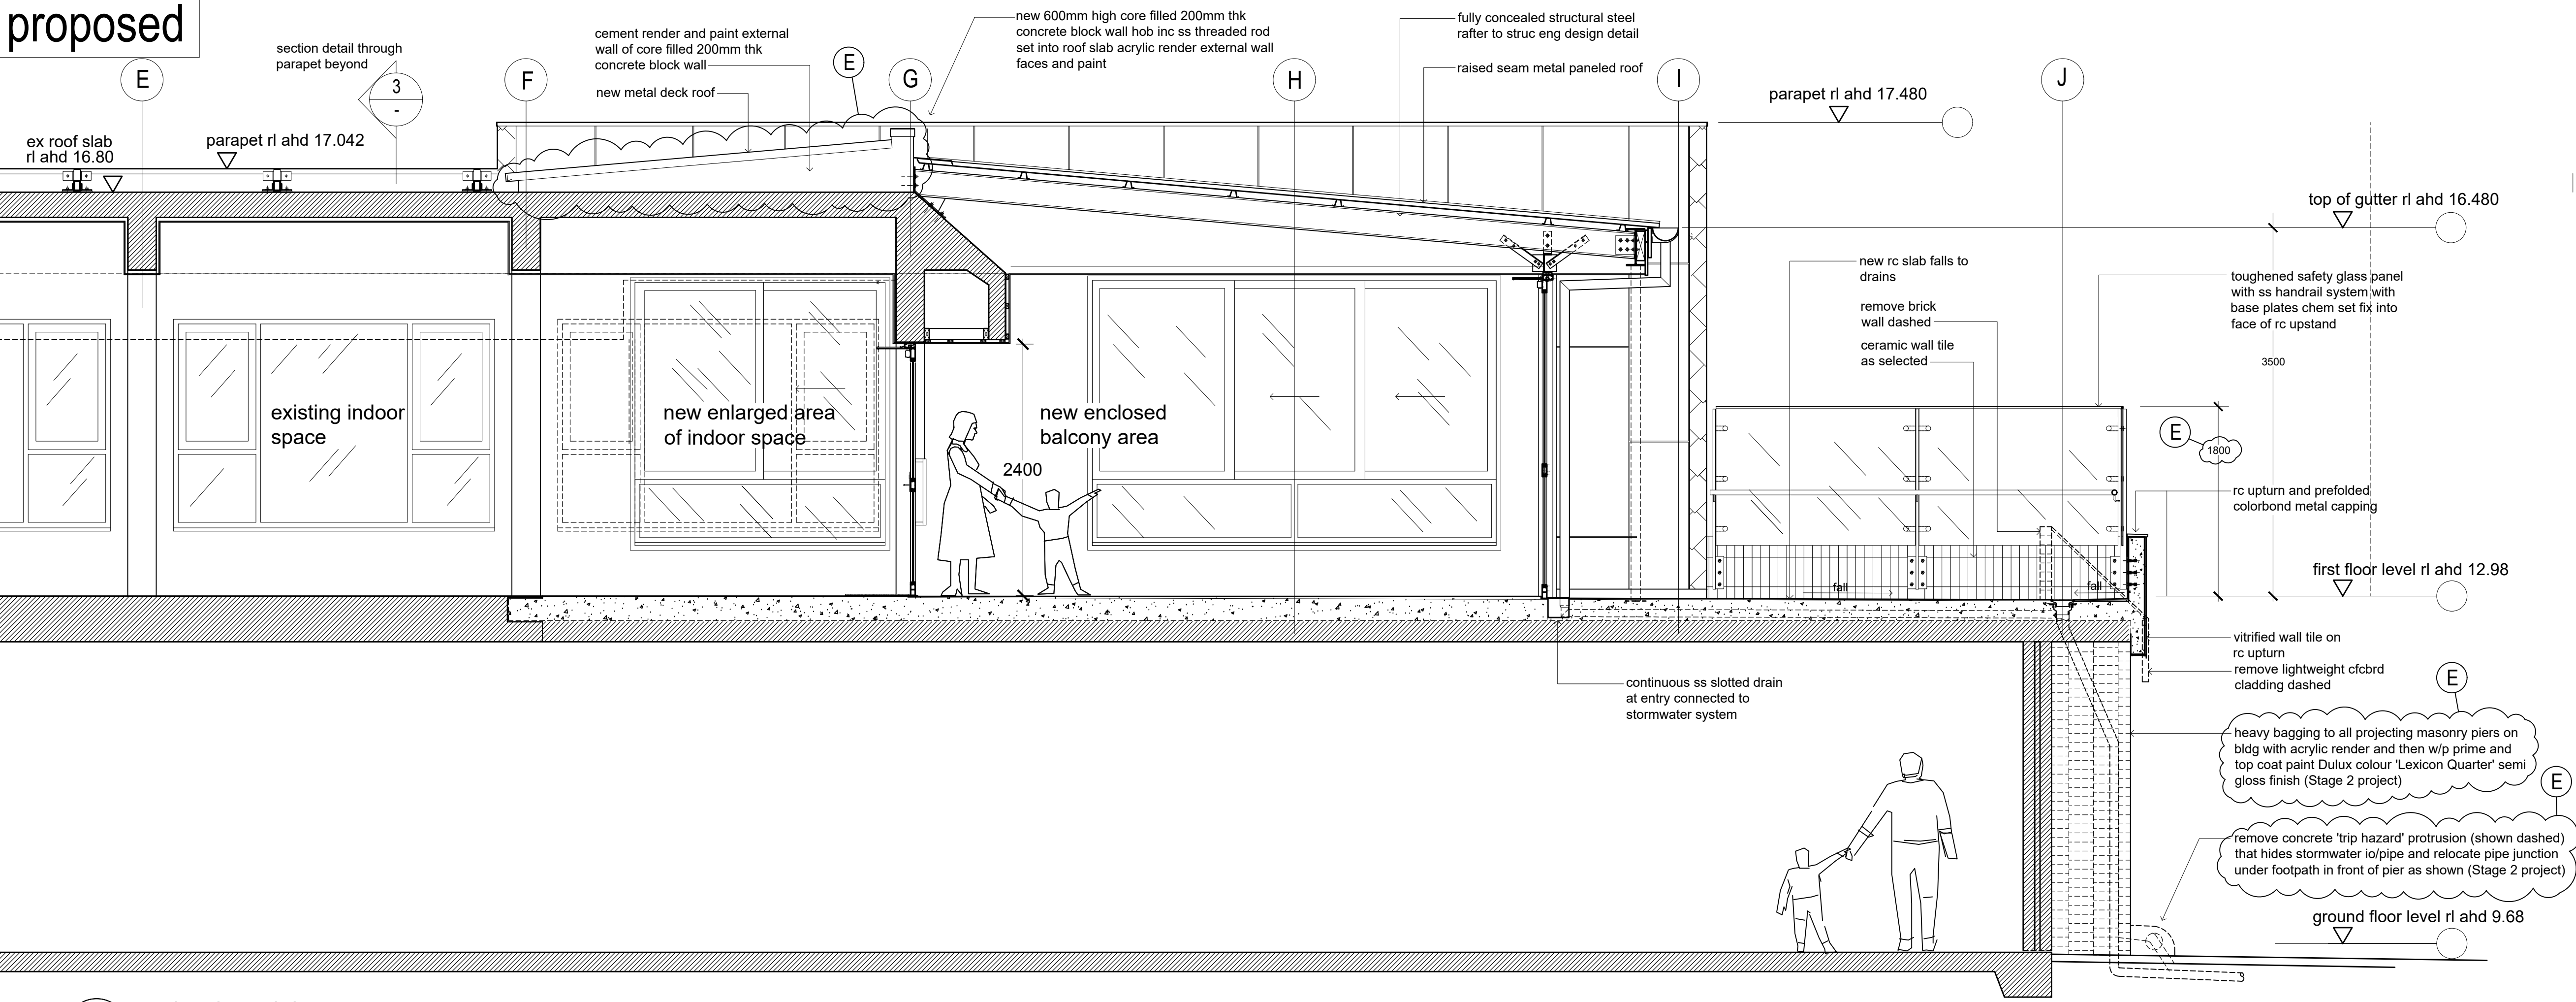 proposed
section detail through
parapet beyond
3
-
cement render and paint external
wall of core filled 200mm thk
concrete block wall
new metal deck roof
E
new 600mm high core filled 200mm thk
concrete block wall hob inc ss threaded rod
set into roof slab acrylic render external wall
faces and paint
fully concealed structural steel
rafter to struc eng design detail
raised seam metal paneled roof
E
F
G
H
I
J
parapet rl ahd 17.480
ex roof slab
rl ahd 16.80
parapet rl ahd 17.042
top of gutter rl ahd 16.480
new rc slab falls to
drains
remove brick
wall dashed
ceramic wall tile
as selected
toughened safety glass panel
with ss handrail system with
base plates chem set fix into
face of rc upstand
3500
existing indoor
space
new enlarged area
of indoor space
new enclosed
balcony area
2400
E
1800
rc upturn and prefolded
colorbond metal capping
fall
fall
first floor level rl ahd 12.98
vitrified wall tile on
rc upturn
remove lightweight cfcbrd
cladding dashed
continuous ss slotted drain
at entry connected to
stormwater system
E
heavy bagging to all projecting masonry piers on
bldg with acrylic render and then w/p prime and
top coat paint Dulux colour 'Lexicon Quarter' semi
gloss finish (Stage 2 project)
E
remove concrete 'trip hazard' protrusion (shown dashed)
that hides stormwater io/pipe and relocate pipe junction
under footpath in front of pier as shown (Stage 2 project)
ground floor level rl ahd 9.68